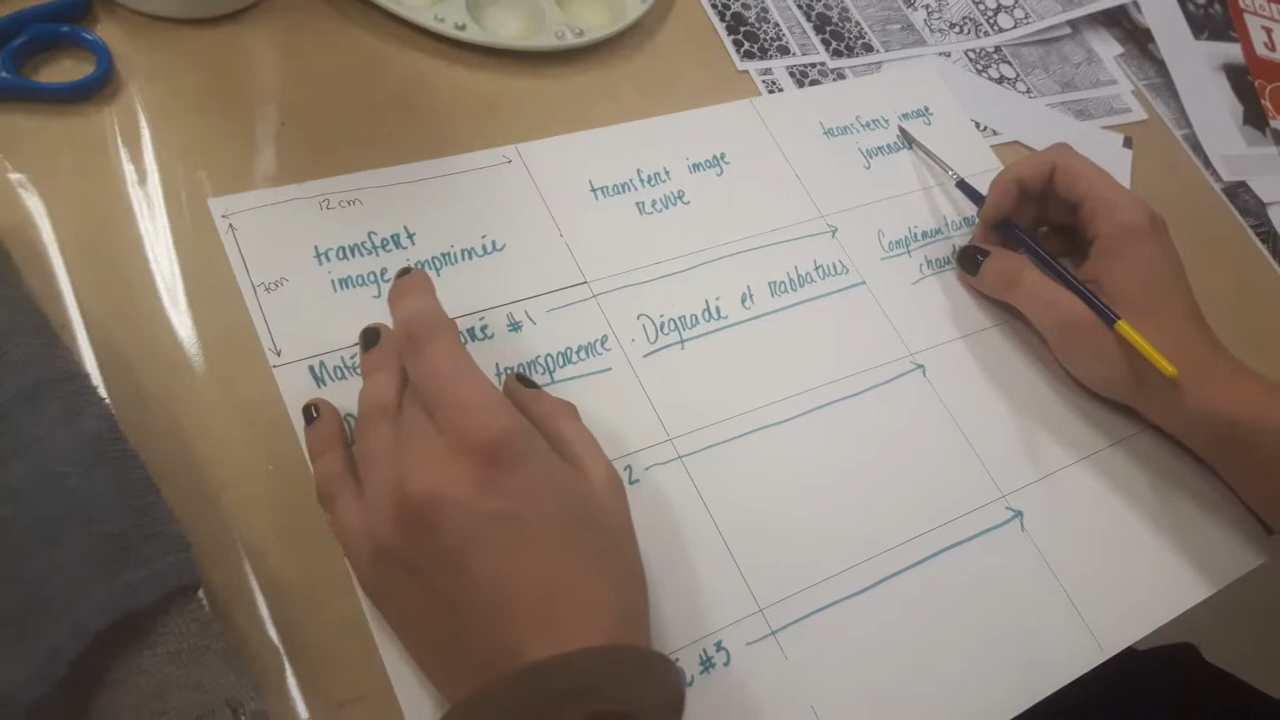 12 cm
7cm
transfert
image imprimée
transfert image
revue
transfert image
journal
#1
transparence
. Dégradé et rabbatues
Complémentaires
2
#3
J